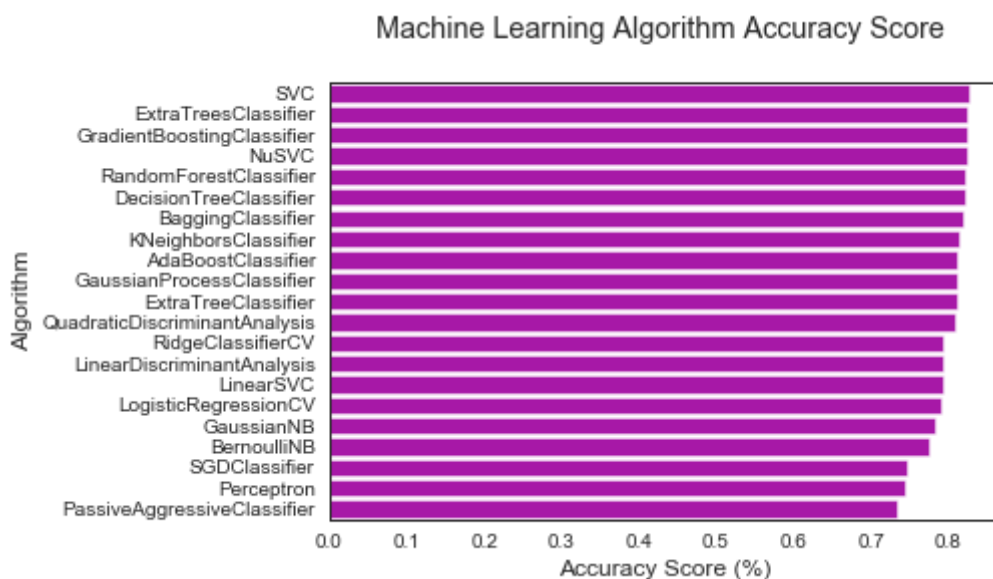 Machine Learning Algorithm Accuracy Score
Algorithm
SVC
ExtraTreesClassifier
GradientBoostingClassifier
NuSVC
RandomForestClassifier
DecisionTreeClassifier
BaggingClassifier
KNeighborsClassifier
AdaBoostClassifier
GaussianProcessClassifier
ExtraTreeClassifier
QuadraticDiscriminantAnalysis
RidgeClassifierCV
LinearDiscriminantAnalysis
LinearSVC
LogisticRegressionCV
GaussianNB
BernoulliNB
SGDClassifier
Perceptron
PassiveAggressiveClassifier
0.0 0.1 0.2 0.3 0.4 0.5 0.6 0.7 0.8
Accuracy Score (%)